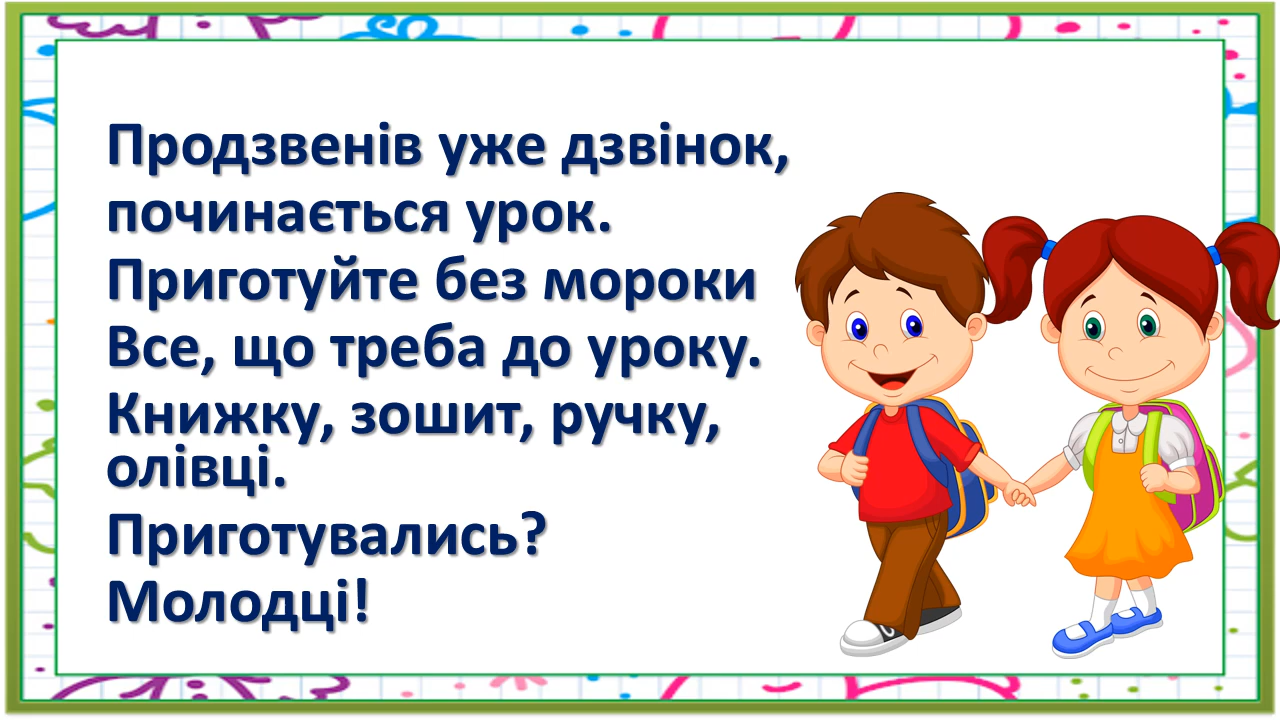 Продзвенів уже дзвінок,
починається урок.
Приготуйте без мороки
Все, що треба до уроку.
Книжку, зошит, ручку,
олівці.
Приготувались?
Молодці!